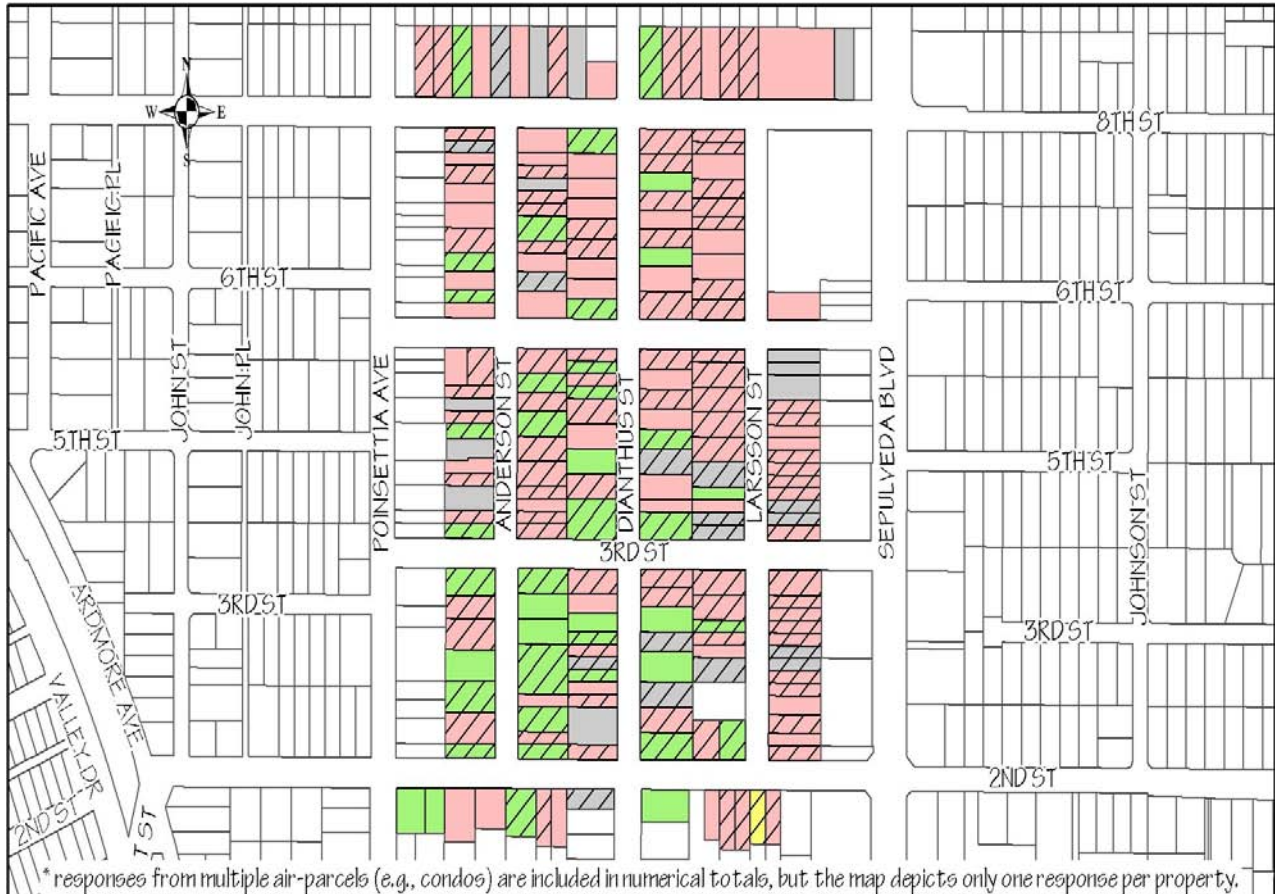 N
W E
S
8TH ST
PACIFIC AVE
PACIFIC PL
6TH ST
6TH ST
JOHN ST
JOHN PL
POINSETTIA AVE
ANDERSON ST
DIANTHUS ST
LARSSON ST
SEPULVEDA BLVD
5TH ST
5TH ST
JOHNSON ST
3RD ST
3RD ST
3RD ST
ARDMORE AVE
VALLEY DR
2ND ST
2ND ST
ST
* responses from multiple air-parcels (e.g., condos) are included in numerical totals, but the map depicts only one response per property.